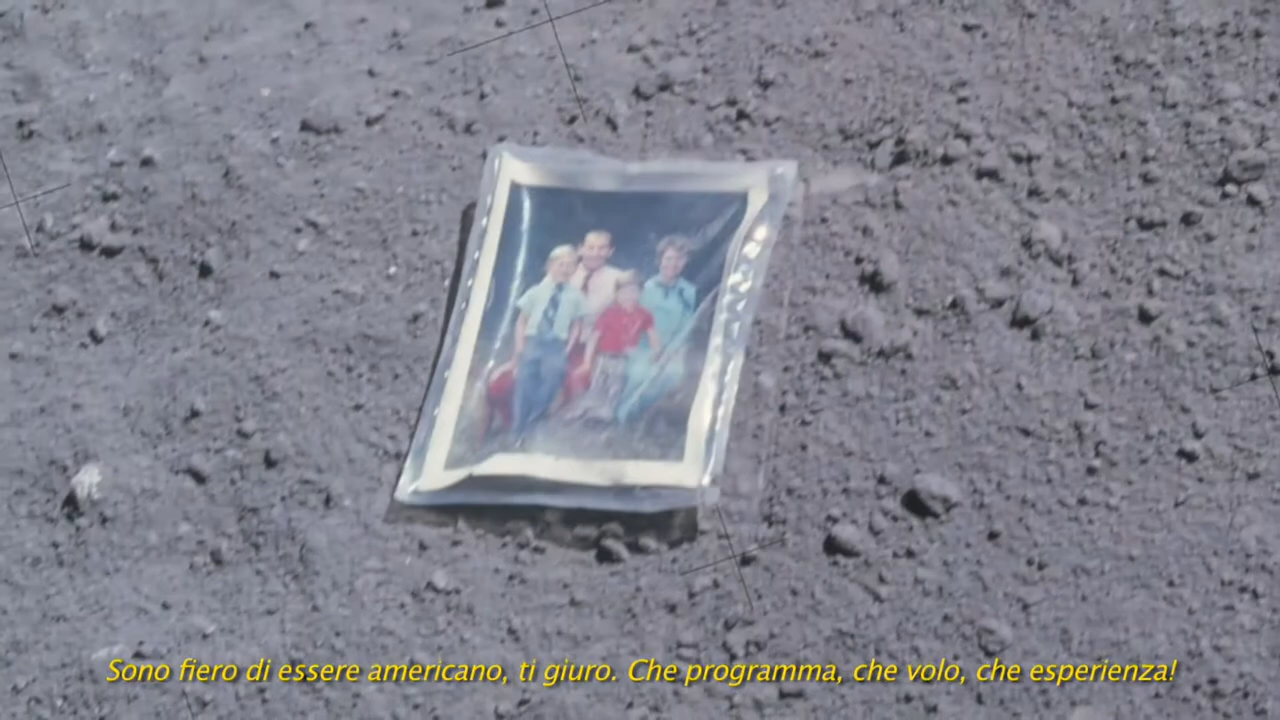 Sono fiero di essere americano, ti giuro. Che programma, che volo, che esperienza!